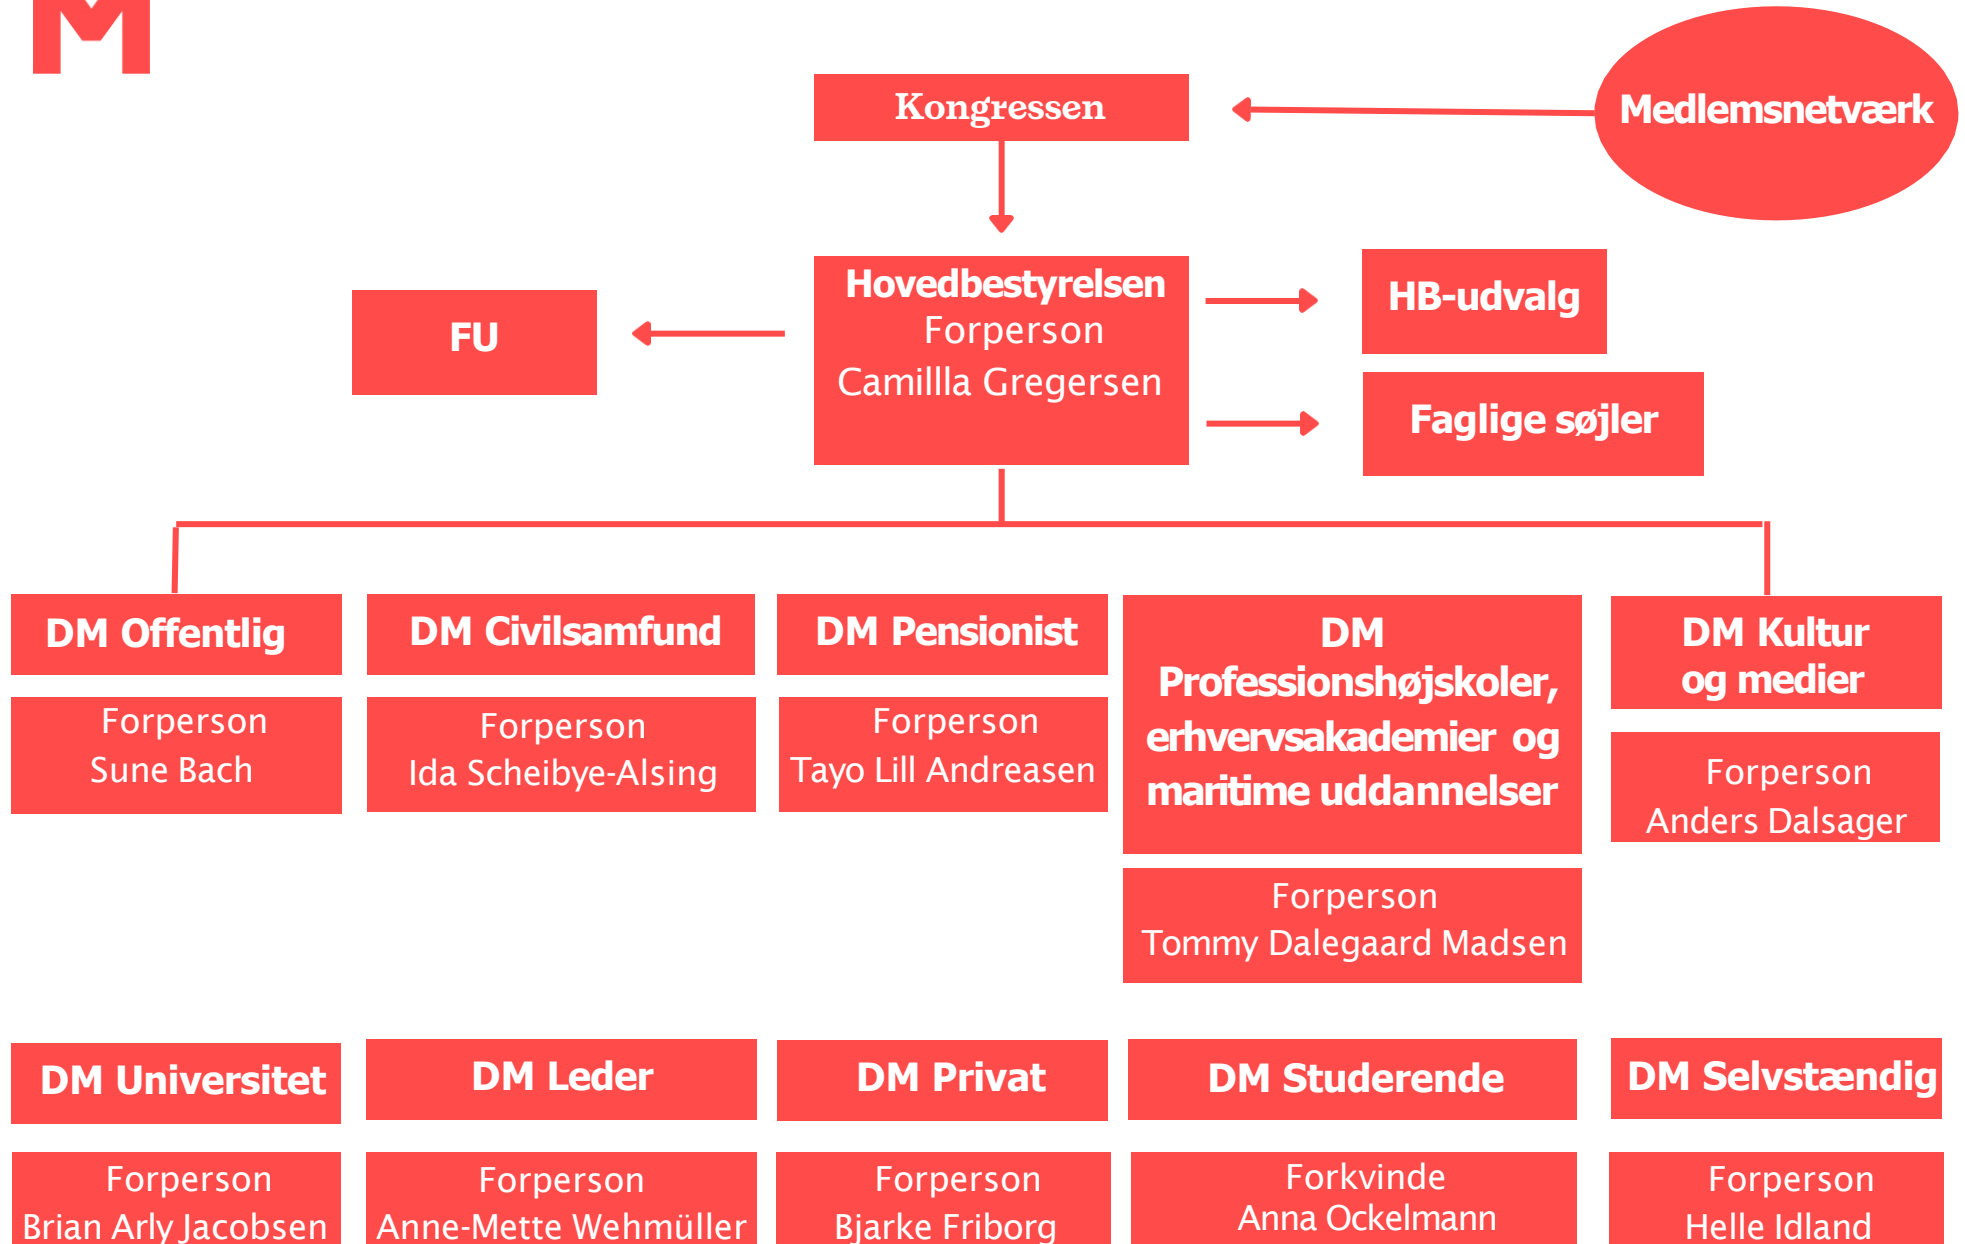 M
Kongressen
Medlemsnetværk
Hovedbestyrelsen
Forperson
Camillla Gregersen
FU
HB-udvalg
Faglige søjler
DM Offentlig
Forperson
Sune Bach
DM Civilsamfund
Forperson
Ida Scheibye-Alsing
DM Pensionist
Forperson
Tayo Lill Andreasen
DM
Professionshøjskoler,
erhvervsakademier og
maritime uddannelser
Forperson
Tommy Dalegaard Madsen
DM Kultur
og medier
Forperson
Anders Dalsager
DM Universitet
Forperson
Brian Arly Jacobsen
DM Leder
Forperson
Anne-Mette Wehmüller
DM Privat
Forperson
Bjarke Friborg
DM Studerende
Forkvinde
Anna Ockelmann
DM Selvstændig
Forperson
Helle Idland